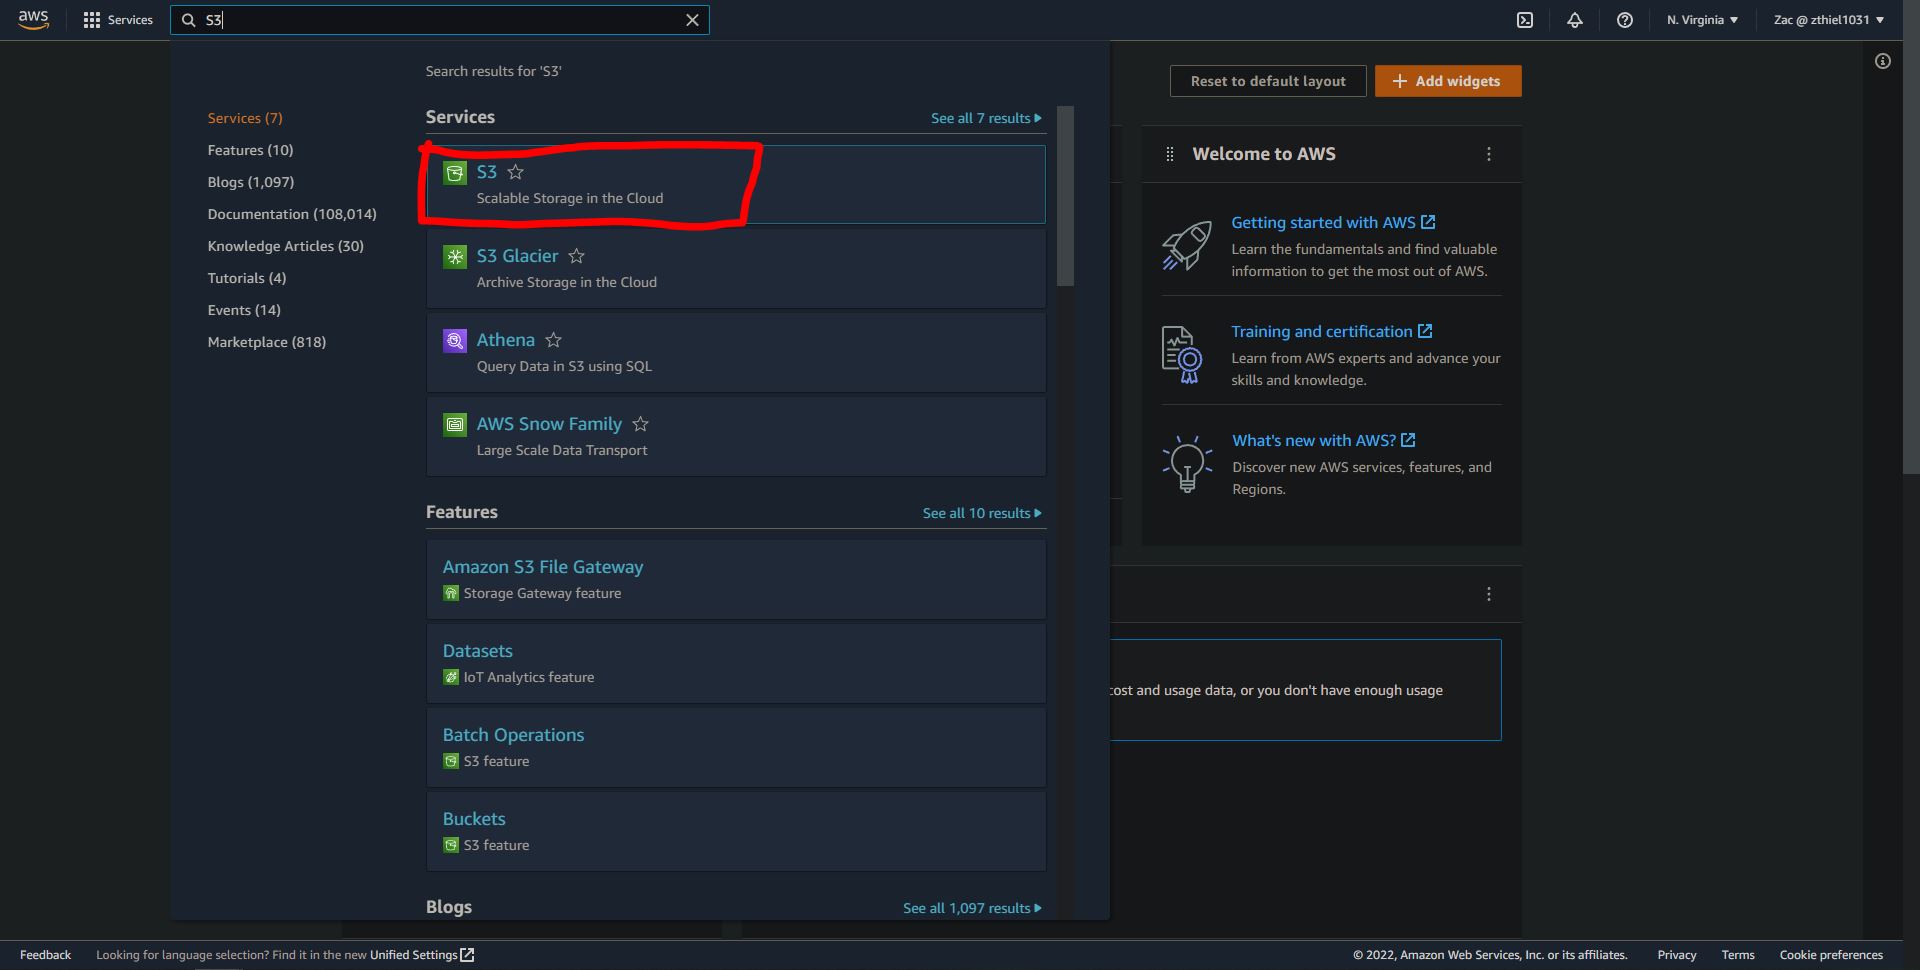 aws
Services
S3
N. Virginia
Zac @ zthiel1031
Search results for 'S3'
Services (7)
Features (10)
Blogs (1,097)
Documentation (108,014)
Knowledge Articles (30)
Tutorials (4)
Events (14)
Marketplace (818)
Services
See all 7 results
S3
Scalable Storage in the Cloud
S3 Glacier
Archive Storage in the Cloud
Athena
Query Data in S3 using SQL
AWS Snow Family
Large Scale Data Transport
Features
See all 10 results
Amazon S3 File Gateway
Storage Gateway feature
Datasets
IoT Analytics feature
Batch Operations
S3 feature
Buckets
S3 feature
Blogs
See all 1,097 results
Reset to default layout
Add widgets
Welcome to AWS
Getting started with AWS
Learn the fundamentals and find valuable
information to get the most out of AWS.
Training and certification
Learn from AWS experts and advance your
skills and knowledge.
What's new with AWS?
Discover new AWS services, features, and
Regions.
cost and usage data, or you don't have enough usage
Feedback
Looking for language selection? Find it in the new Unified Settings
© 2022, Amazon Web Services, Inc. or its affiliates.
Privacy
Terms
Cookie preferences